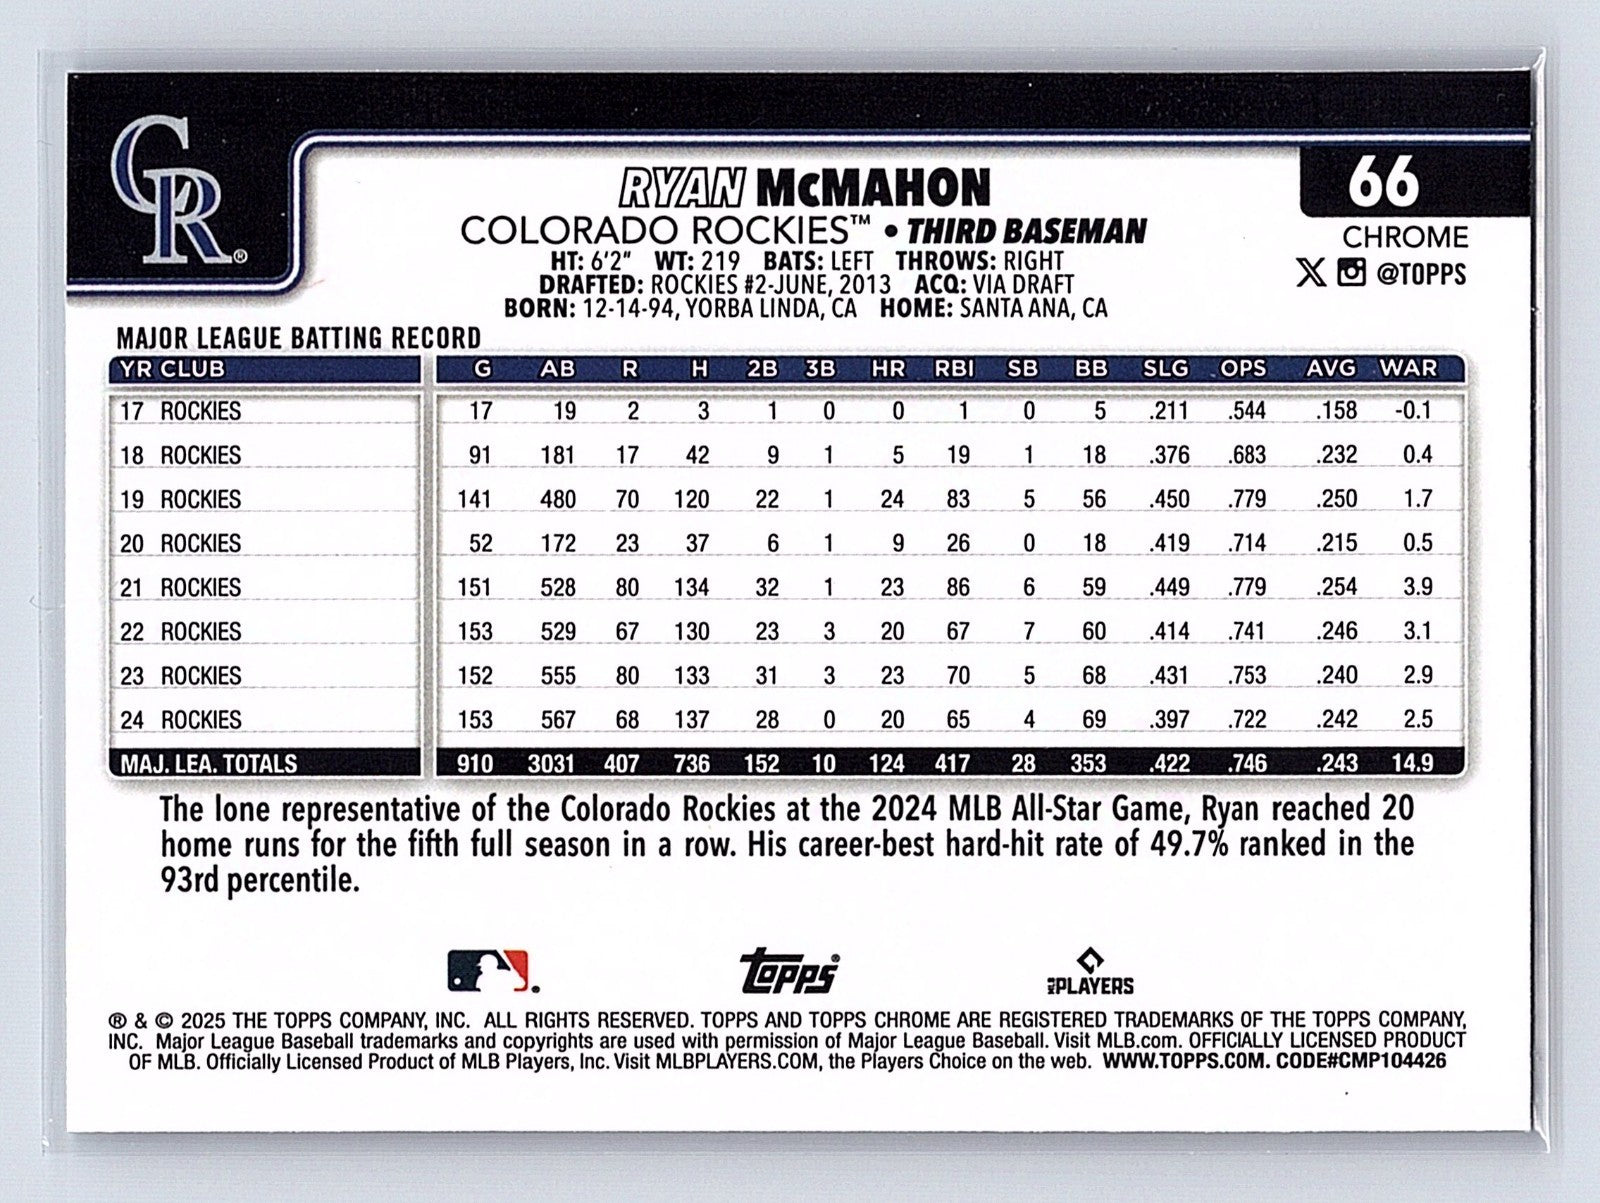 CR®
RYAN McMAHON
66
COLORADO ROCKIES™ • THIRD BASEMAN
CHROME
HT: 6'2" WT: 219 BATS: LEFT THROWS: RIGHT
@TOPPS
DRAFTED: ROCKIES #2-JUNE, 2013 ACQ: VIA DRAFT
BORN: 12-14-94, YORBA LINDA, CA HOME: SANTA ANA, CA
MAJOR LEAGUE BATTING RECORD
YR CLUB G AB R H 2B 3B HR RBI SB BB SLG OPS AVG WAR
17 ROCKIES 17 19 2 3 1 0 0 1 0 5 .211 .544 .158 -0.1
18 ROCKIES 91 181 17 42 9 1 5 19 1 18 .376 .683 .232 0.4
19 ROCKIES 141 480 70 120 22 1 24 83 5 56 .450 .779 .250 1.7
20 ROCKIES 52 172 23 37 6 1 9 26 0 18 .419 .714 .215 0.5
21 ROCKIES 151 528 80 134 32 1 23 86 6 59 .449 .779 .254 3.9
22 ROCKIES 153 529 67 130 23 3 20 67 7 60 .414 .741 .246 3.1
23 ROCKIES 152 555 80 133 31 3 23 70 5 68 .431 .753 .240 2.9
24 ROCKIES 153 567 68 137 28 0 20 65 4 69 .397 .722 .242 2.5
MAJ. LEA. TOTALS 910 3031 407 736 152 10 124 417 28 353 .422 .746 .243 14.9
The lone representative of the Colorado Rockies at the 2024 MLB All-Star Game, Ryan reached 20
home runs for the fifth full season in a row. His career-best hard-hit rate of 49.7% ranked in the
93rd percentile.
Topps®
MLB PLAYERS
® & © 2025 THE TOPPS COMPANY, INC. ALL RIGHTS RESERVED. TOPPS AND TOPPS CHROME ARE REGISTERED TRADEMARKS OF THE TOPPS COMPANY,
INC. Major League Baseball trademarks and copyrights are used with permission of Major League Baseball. Visit MLB.com. OFFICIALLY LICENSED PRODUCT
OF MLB. Officially Licensed Product of MLB Players, Inc. Visit MLBPLAYERS.COM, the Players Choice on the web. WWW.TOPPS.COM. CODE#CMP104426